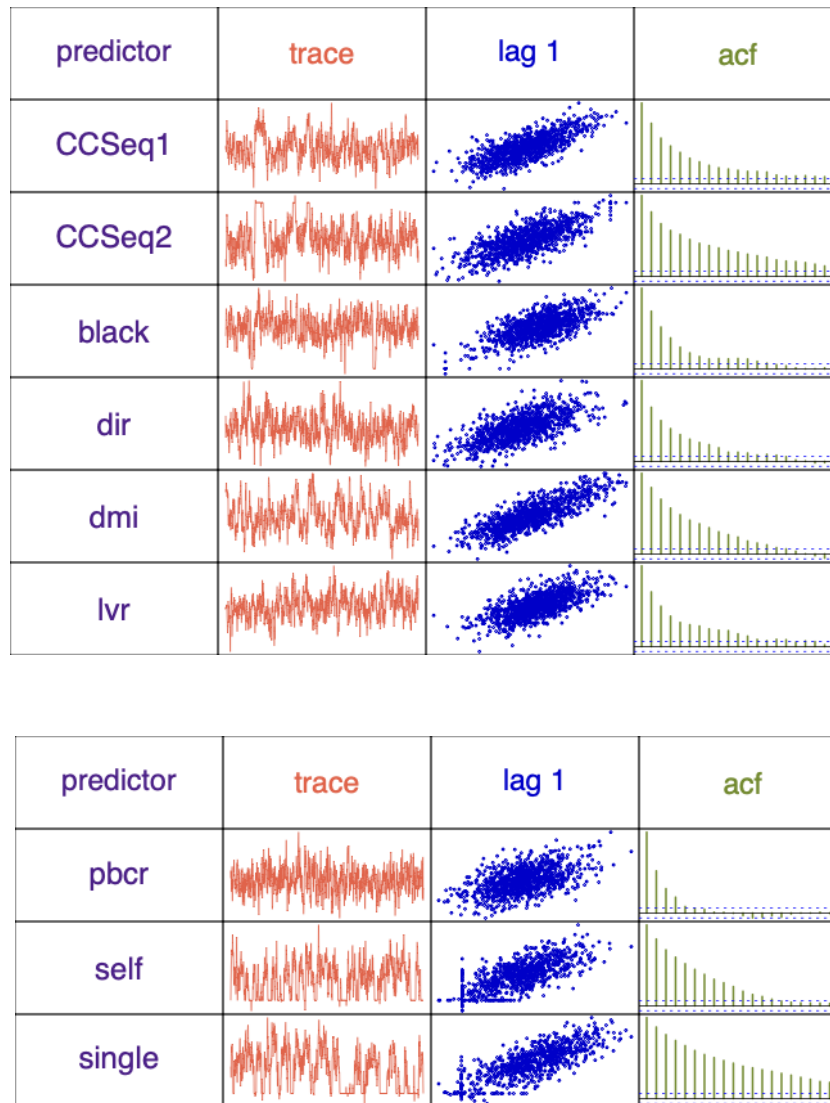 predictor trace lag 1 acf
CCSeq1
CCSeq2
black
dir
dmi
lvr
predictor trace lag 1 acf
pbcr
self
single